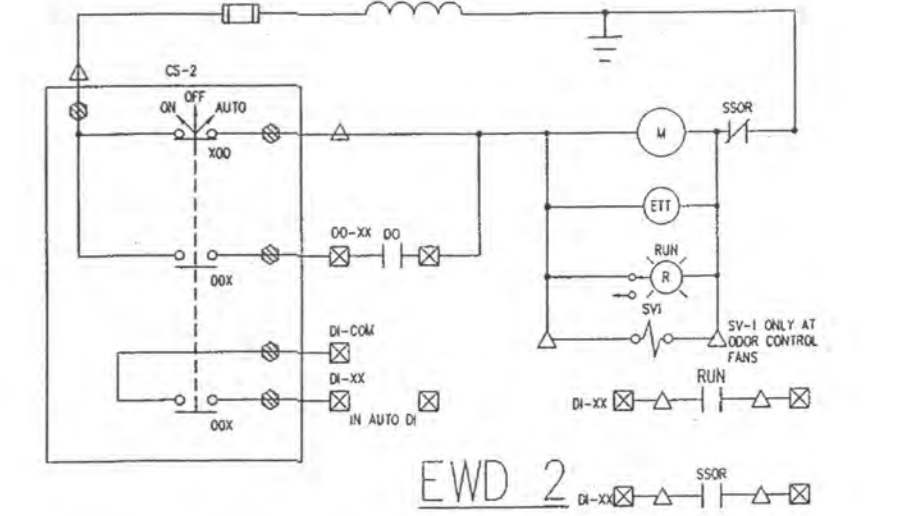 CS-2
OFF
ON AUTO
X00
SSOR
M
ETT
DO-XX DO
RUN
R
00X
SV1
SV-1 ONLY AT
ODOR CONTROL
FANS
DI-COM
DI-XX
RUN
DI-XX
00X
IN AUTO DI
EWD 2
SSOR
DI-XX